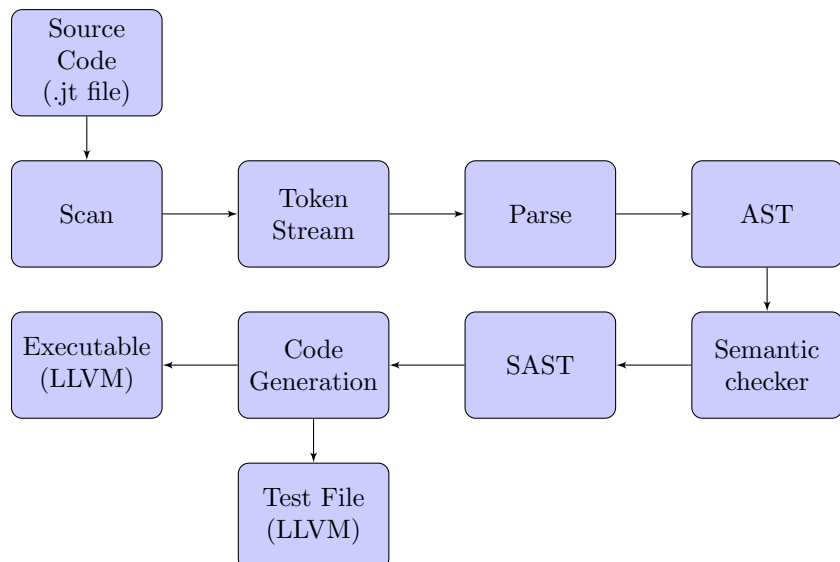 Source
Code
(.jt file)
Scan
Token
Stream
Parse
AST
Executable
(LLVM)
Code
Generation
SAST
Semantic
checker
Test File
(LLVM)